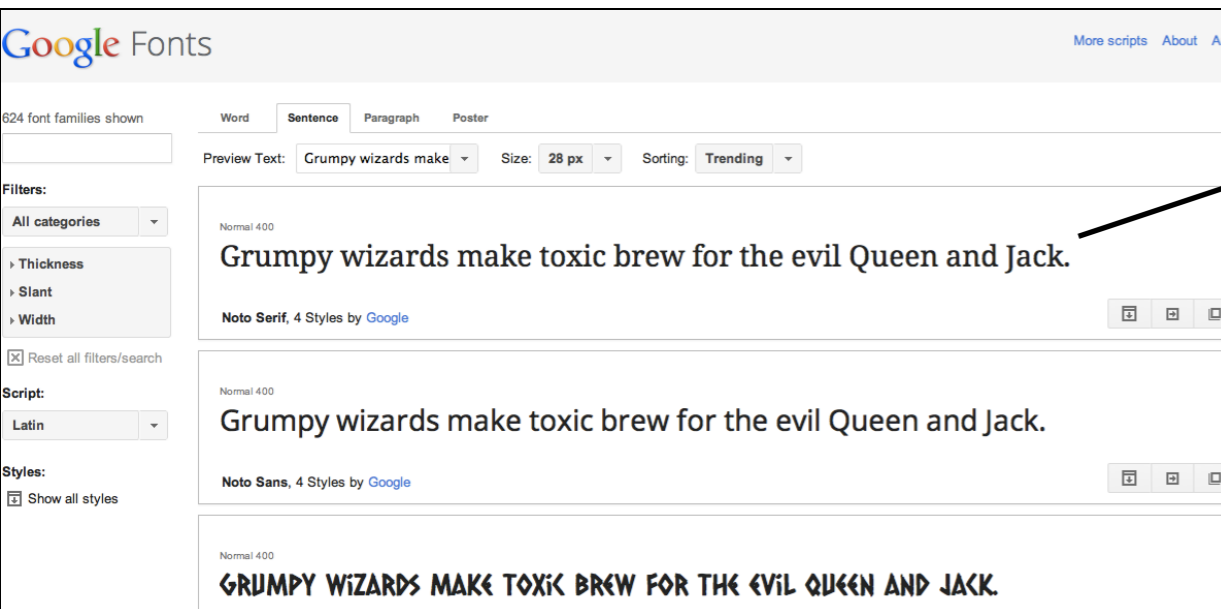 Google Fonts
More scripts About
624 font families shown
Word Sentence Paragraph Poster
Preview Text: Grumpy wizards make Size: 28 px Sorting: Trending
Filters:
All categories
Thickness
Slant
Width
Reset all filters/search
Script:
Latin
Styles:
Show all styles
Normal 400
Grumpy wizards make toxic brew for the evil Queen and Jack.
Noto Serif, 4 Styles by Google
Normal 400
Grumpy wizards make toxic brew for the evil Queen and Jack.
Noto Sans, 4 Styles by Google
Normal 400
GRUMPY WiZARDS MAKE TOXiC BREW FOR THE EViL QUEEN AND JACK.